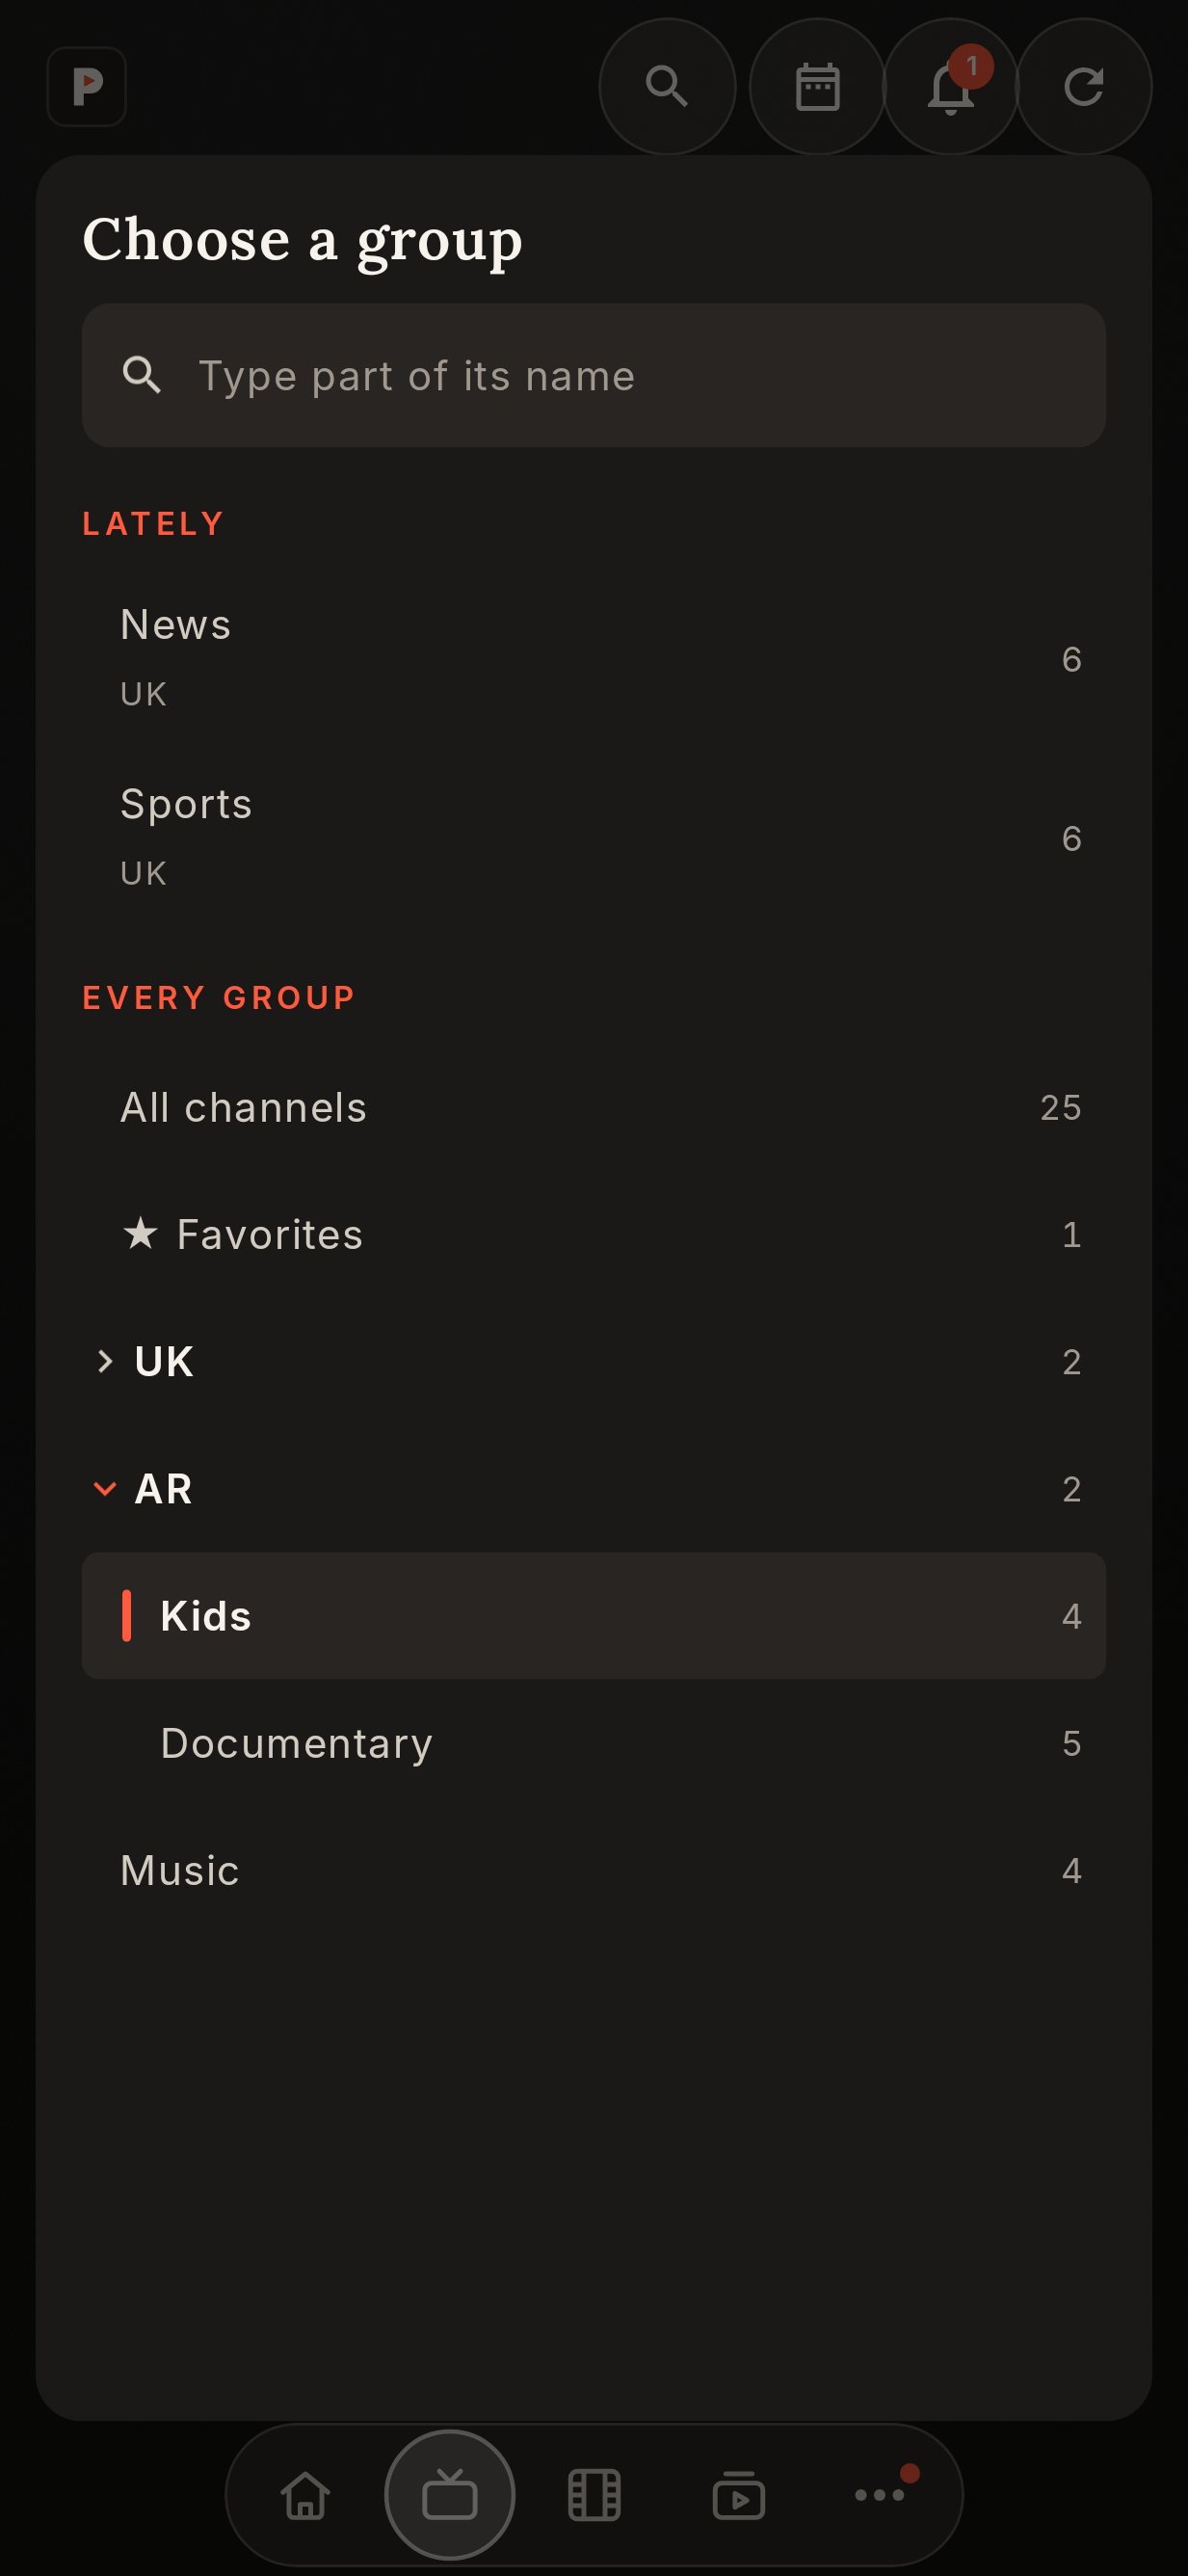 P
1
Choose a group
Type part of its name
LATELY
News
UK
6
Sports
UK
6
EVERY GROUP
All channels 25
★ Favorites 1
UK 2
AR 2
Kids 4
Documentary 5
Music 4